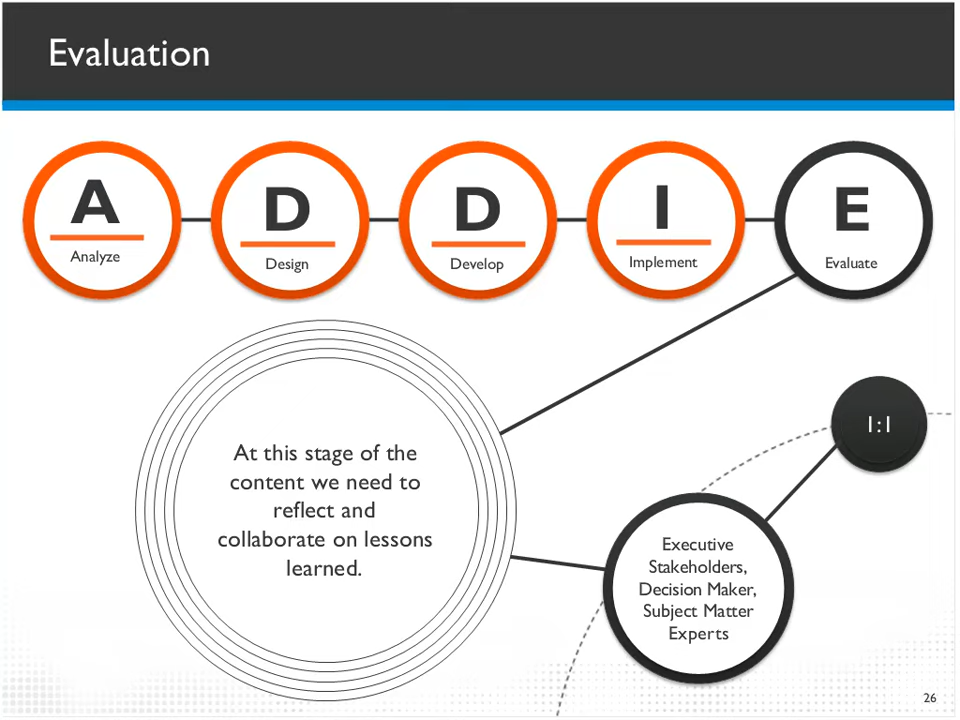 Evaluation
A
Analyze
D
Design
D
Develop
I
Implement
E
Evaluate
At this stage of the
content we need to
reflect and
collaborate on lessons
learned.
1:1
Executive
Stakeholders,
Decision Maker,
Subject Matter
Experts
26